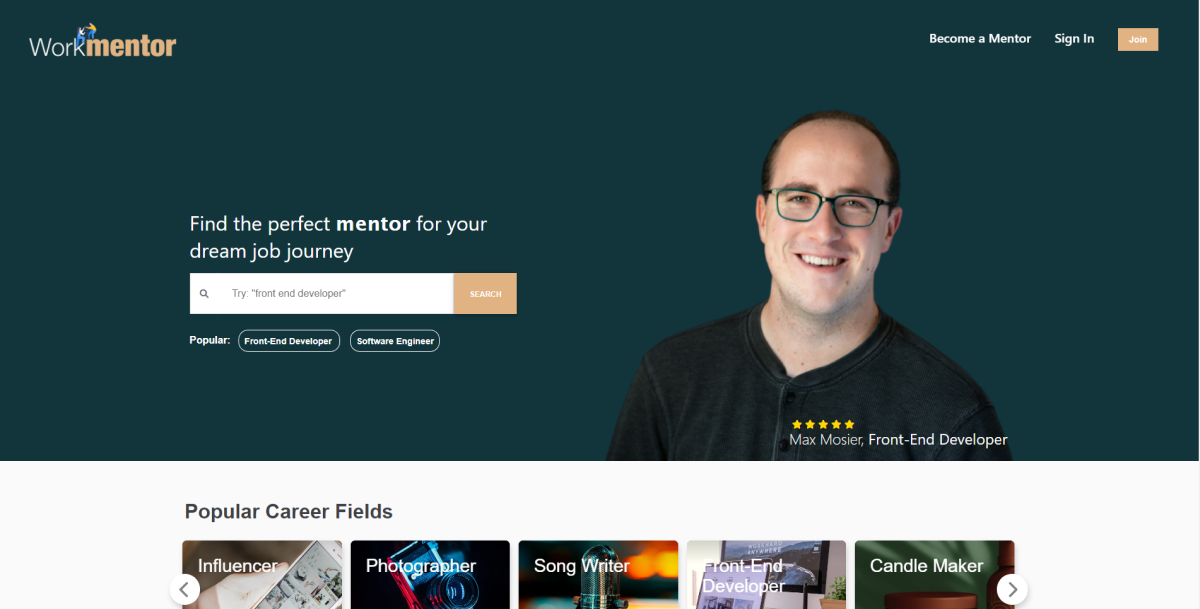 Workmentor
Become a Mentor
Sign In
Join
Find the perfect mentor for your
dream job journey
Try: "front end developer"
SEARCH
Popular:
Front-End Developer
Software Engineer
Max Mosier, Front-End Developer
Popular Career Fields
Influencer
Photographer
Song Writer
Front-End
Developer
Candle Maker